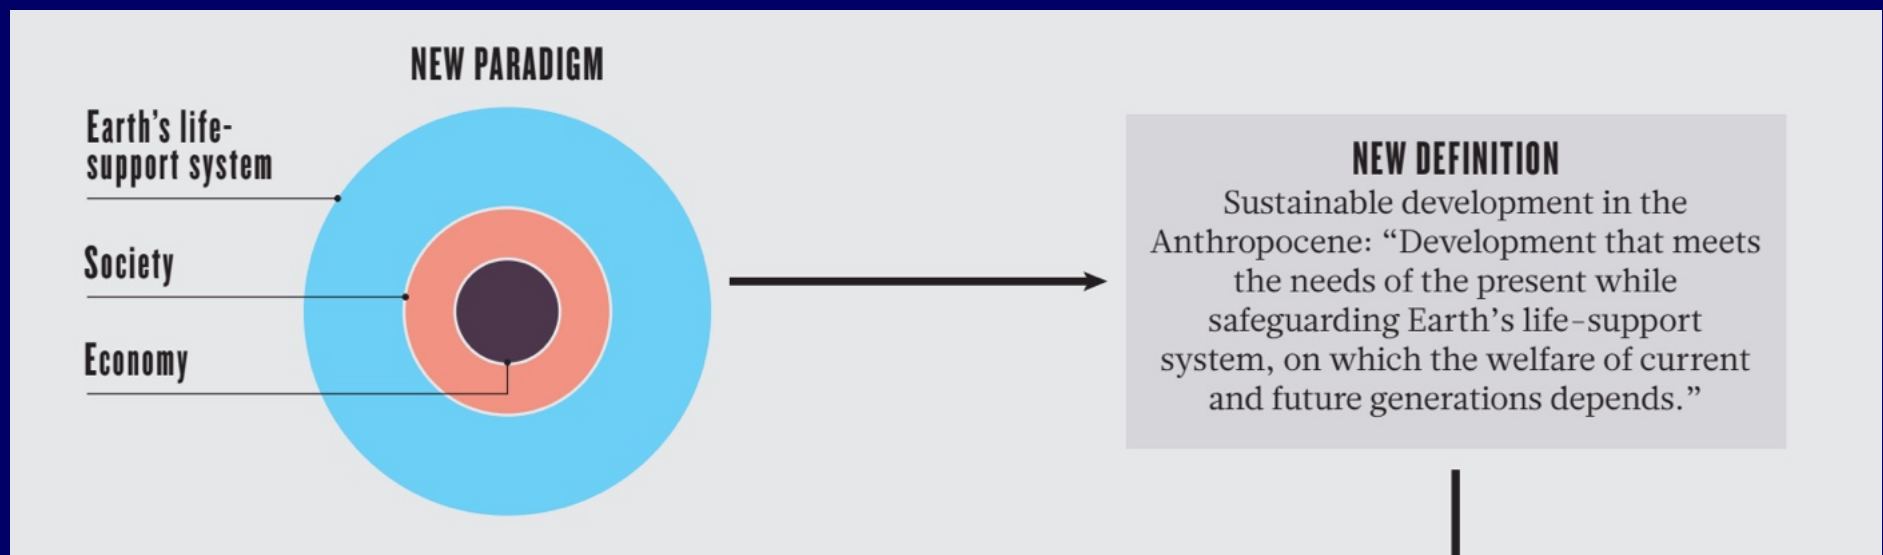 NEW PARADIGM
Earth's life-
support system
Society
Economy
NEW DEFINITION
Sustainable development in the
Anthropocene: “Development that meets
the needs of the present while
safeguarding Earth’s life-support
system, on which the welfare of current
and future generations depends.”